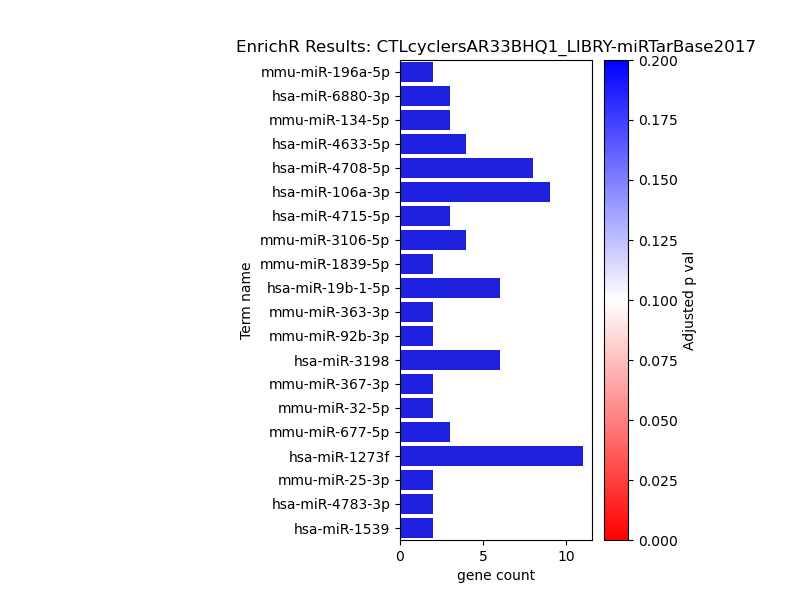 EnrichR Results: CTLcyclersAR33BHQ1_LIBRY-miRTarBase2017
mmu-miR-196a-5p
hsa-miR-6880-3p
mmu-miR-134-5p
hsa-miR-4633-5p
hsa-miR-4708-5p
hsa-miR-106a-3p
hsa-miR-4715-5p
mmu-miR-3106-5p
mmu-miR-1839-5p
hsa-miR-19b-1-5p
mmu-miR-363-3p
mmu-miR-92b-3p
hsa-miR-3198
mmu-miR-367-3p
mmu-miR-32-5p
mmu-miR-677-5p
hsa-miR-1273f
mmu-miR-25-3p
hsa-miR-4783-3p
hsa-miR-1539
Term name
0 5 10
gene count
0.200
0.175
0.150
0.125
0.100
0.075
0.050
0.025
0.000
Adjusted p val